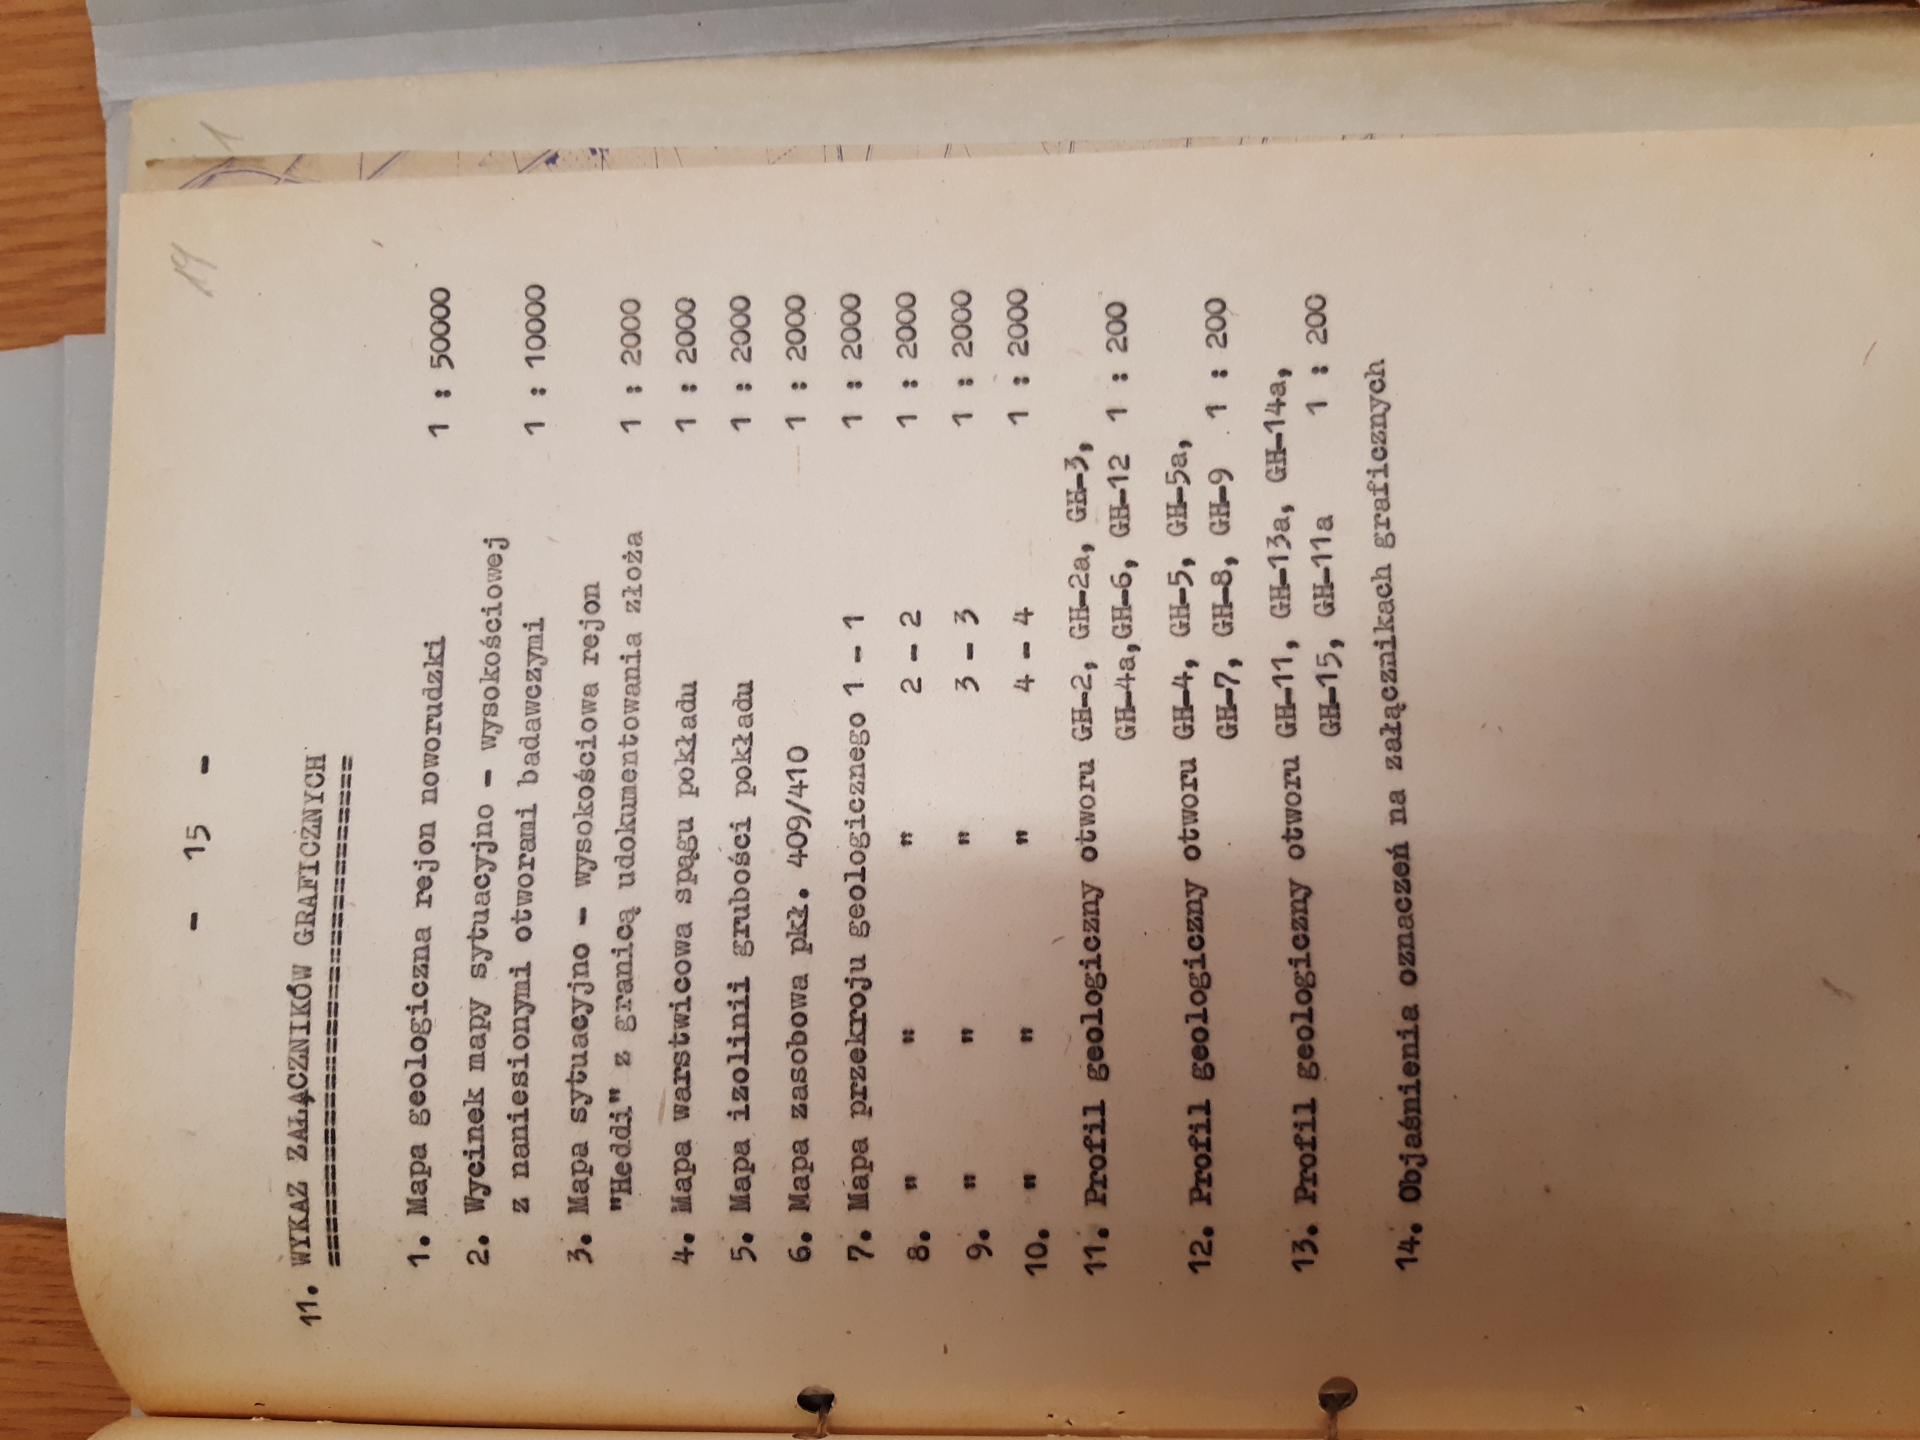 19
- 15 -
11. WYKAZ ZAŁĄCZNIKÓW GRAFICZNYCH
==================================
1. Mapa geologiczna rejon noworudzki 1 : 50000
2. Wycinek mapy sytuacyjno - wysokościowej
z naniesionymi otworami badawczymi 1 : 10000
3. Mapa sytuacyjno - wysokościowa rejon
"Heddi" z granicą udokumentowania złoża 1 : 2000
4. Mapa warstwicowa spągu pokładu 1 : 2000
5. Mapa izolinii grubości pokładu 1 : 2000
6. Mapa zasobowa pkł. 409/410 1 : 2000
7. Mapa przekroju geologicznego 1 - 1 1 : 2000
8. " " " 2 - 2 1 : 2000
9. " " " 3 - 3 1 : 2000
10. " " " 4 - 4 1 : 2000
11. Profil geologiczny otworu GH-2, GH-2a, GH-3,
GH-4a,GH-6, GH-12 1 : 200
12. Profil geologiczny otworu GH-4, GH-5, GH-5a,
GH-7, GH-8, GH-9 1 : 200
13. Profil geologiczny otworu GH-11, GH-13a, GH-14a,
GH-15, GH-11a 1 : 200
14. Objaśnienia oznaczeń na załącznikach graficznych